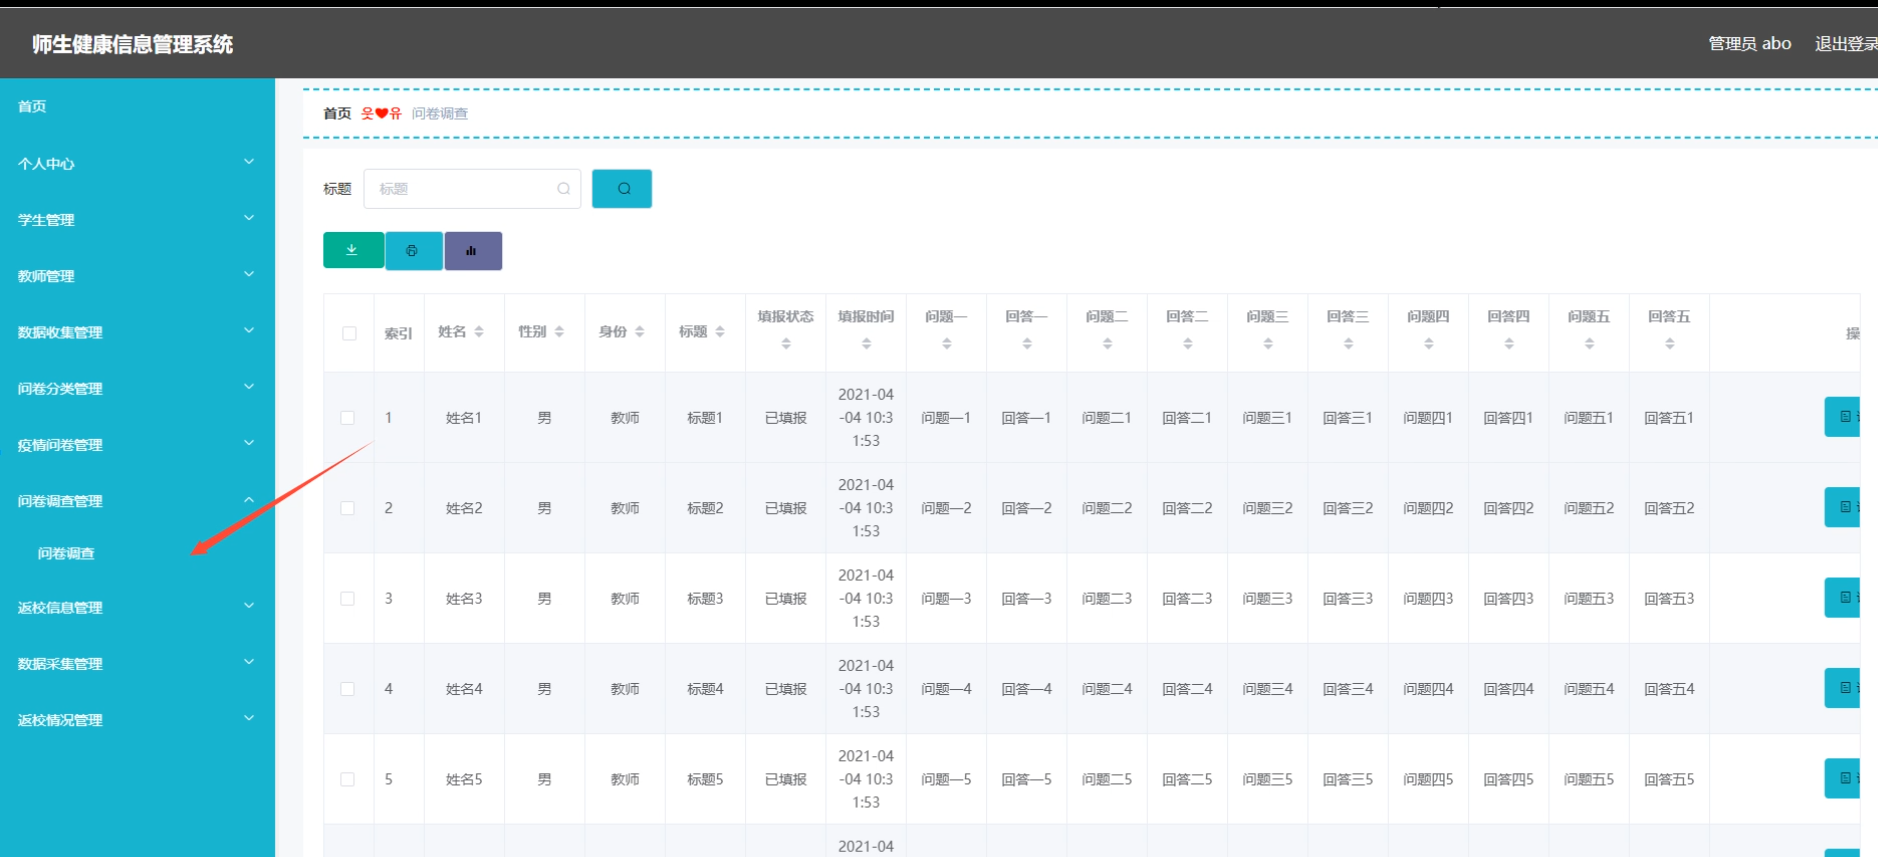 师生健康信息管理系统
管理员 abo 退出登录
首页
个人中心
学生管理
教师管理
数据收集管理
问卷分类管理
疫情问卷管理
问卷调查管理
问卷调查
返校信息管理
数据采集管理
返校情况管理
首页 웃❤유 问卷调查
标题 标题
索引 姓名 性别 身份 标题 填报状态 填报时间 问题一 回答一 问题二 回答二 问题三 回答三 问题四 回答四 问题五 回答五 操
1 姓名1 男 教师 标题1 已填报 2021-04-04 10:31:53 问题一1 回答一1 问题二1 回答二1 问题三1 回答三1 问题四1 回答四1 问题五1 回答五1
2 姓名2 男 教师 标题2 已填报 2021-04-04 10:31:53 问题一2 回答一2 问题二2 回答二2 问题三2 回答三2 问题四2 回答四2 问题五2 回答五2
3 姓名3 男 教师 标题3 已填报 2021-04-04 10:31:53 问题一3 回答一3 问题二3 回答二3 问题三3 回答三3 问题四3 回答四3 问题五3 回答五3
4 姓名4 男 教师 标题4 已填报 2021-04-04 10:31:53 问题一4 回答一4 问题二4 回答二4 问题三4 回答三4 问题四4 回答四4 问题五4 回答五4
5 姓名5 男 教师 标题5 已填报 2021-04-04 10:31:53 问题一5 回答一5 问题二5 回答二5 问题三5 回答三5 问题四5 回答四5 问题五5 回答五5
2021-04